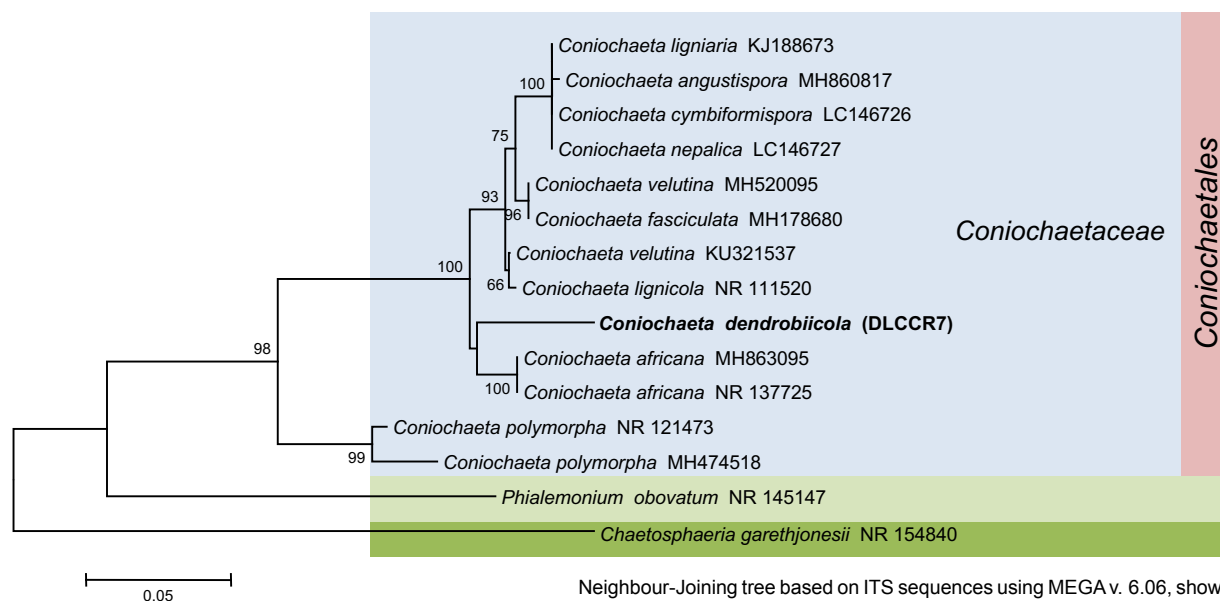 Coniochaeta ligniaria KJ188673
100
Coniochaeta angustispora MH860817
Coniochaeta cymbiformispora LC146726
75
Coniochaeta nepalica LC146727
Coniochaeta velutina MH520095
93
96
Coniochaeta fasciculata MH178680
Coniochaetaceae
Coniochaetales
Coniochaeta velutina KU321537
100
66
Coniochaeta lignicola NR 111520
Coniochaeta dendrobiicola (DLCCR7)
98
Coniochaeta africana MH863095
100
Coniochaeta africana NR 137725
Coniochaeta polymorpha NR 121473
99
Coniochaeta polymorpha MH474518
Phialemonium obovatum NR 145147
Chaetosphaeria garethjonesii NR 154840
0.05
Neighbour-Joining tree based on ITS sequences using MEGA v. 6.06, show